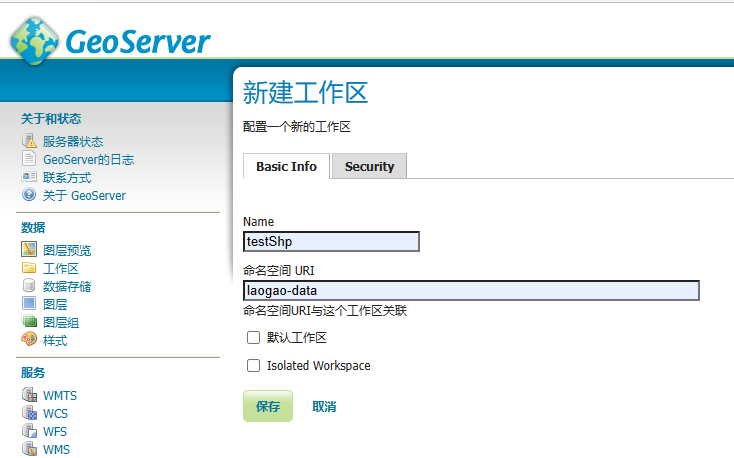 GeoServer
关于和状态
服务器状态
GeoServer的日志
联系方式
关于 GeoServer
数据
图层预览
工作区
数据存储
图层
图层组
样式
服务
WMTS
WCS
WFS
WMS
新建工作区
配置一个新的工作区
Basic Info
Security
Name
testShp
命名空间 URI
laogao-data
命名空间URI与这个工作区关联
默认工作区
Isolated Workspace
保存
取消